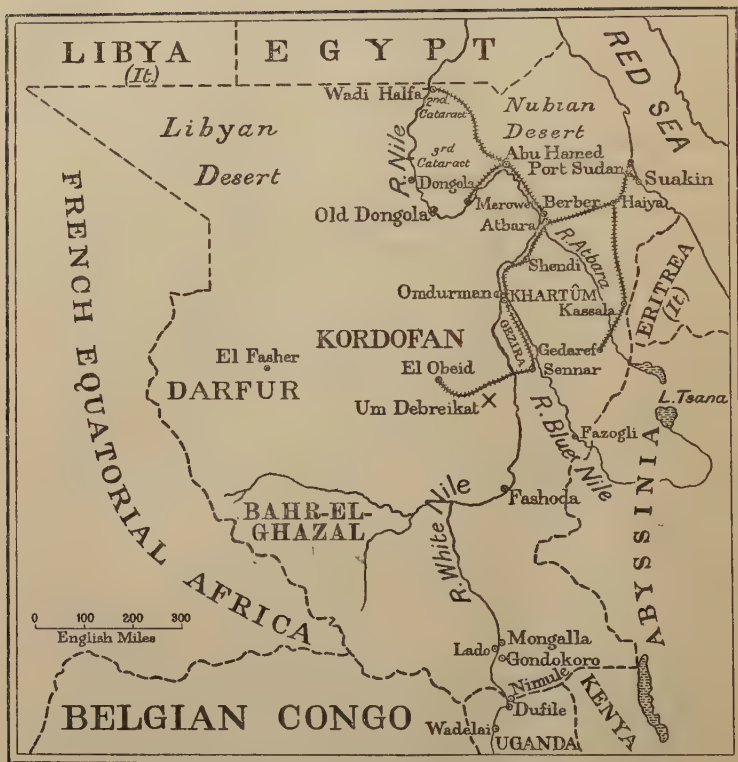 LIBYA
(It.)
EGYPT
RED SEA
Wadi Halfa
2nd.
Cataract
Nubian
Desert
Libyan
Desert
R. Nile
3rd
Cataract
Dongola
Abu Hamed
Port Sudan
Suakin
Old Dongola
Merowe
Berber
Haiya
Atbara
R. Atbara
Shendi
Omdurman
KHARTÛM
Kassala
ERITREA
(It.)
FRENCH EQUATORIAL AFRICA
KORDOFAN
GEZIRA
El Fasher
DARFUR
El Obeid
Gedaref
Sennar
Um Debreikat
L. Tsana
R. Blue Nile
Fazogli
ABYSSINIA
Fashoda
BAHR-EL-
GHAZAL
R. White Nile
0 100 200 300
English Miles
Lado
Mongalla
Gondokoro
Nimule
Dufile
KENYA
BELGIAN CONGO
Wadelai
UGANDA